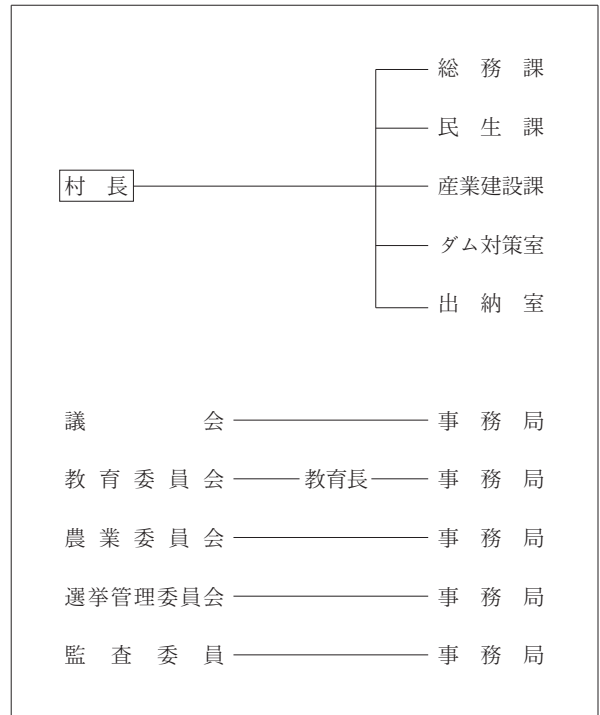 総務課
民生課
村長 産業建設課
ダム対策室
出納室
議会 事務局
教育委員会 教育長 事務局
農業委員会 事務局
選挙管理委員会 事務局
監査委員 事務局